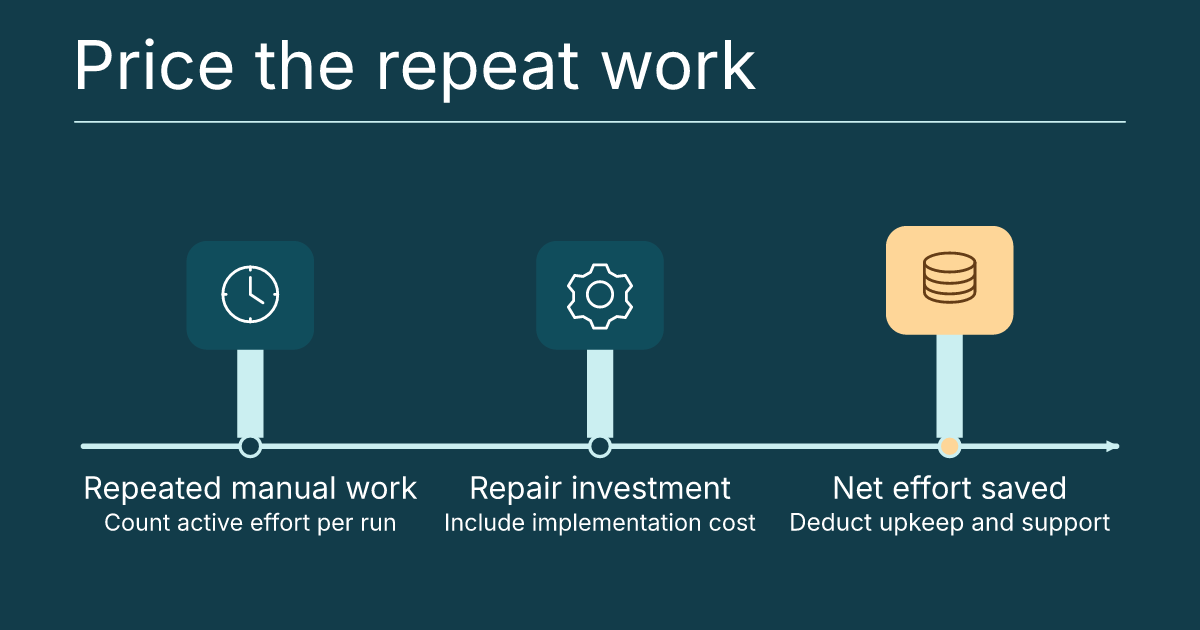 Price the repeat work
Repeated manual work
Count active effort per run
Repair investment
Include implementation cost
Net effort saved
Deduct upkeep and support